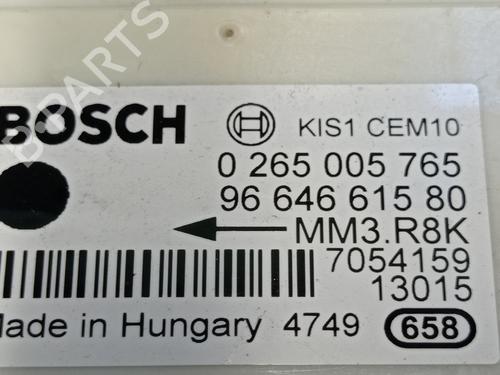 BOSCH KIS1 CEM10
0 265 005 765
96 646 615 80
MM3.R8K
7054159
13015
Made in Hungary 4749 658